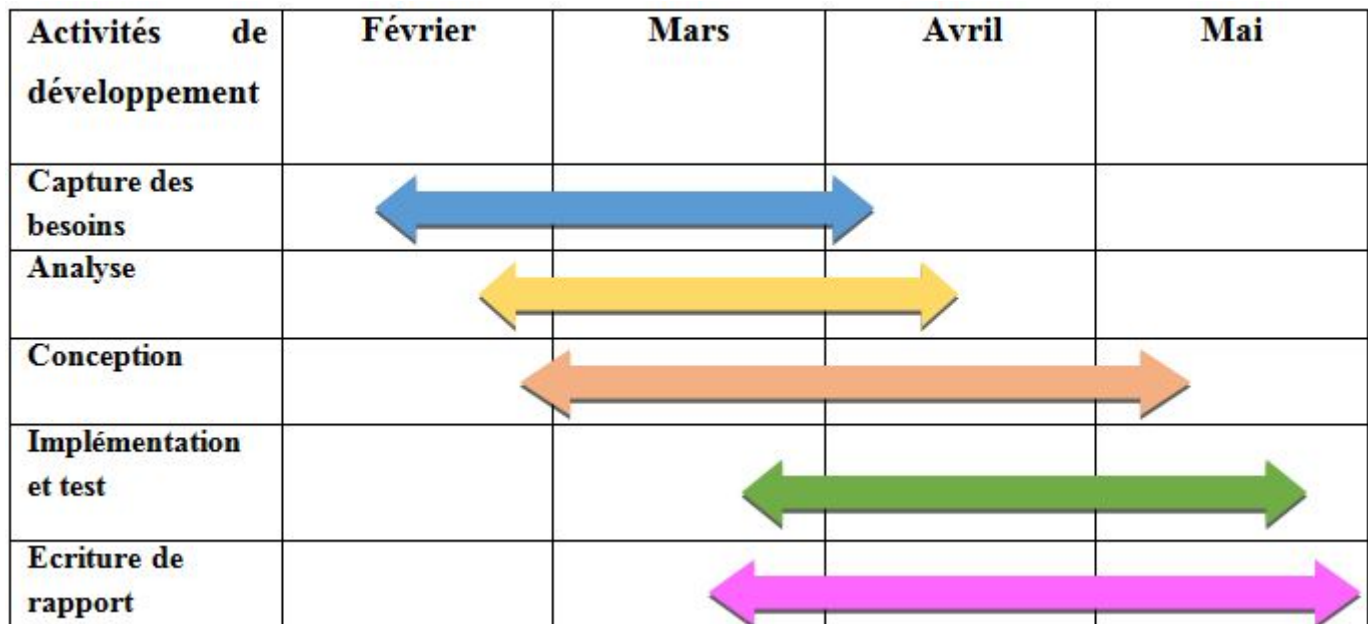 Activités de
développement
Février
Mars
Avril
Mai
Capture des
besoins
Analyse
Conception
Implémentation
et test
Ecriture de
rapport